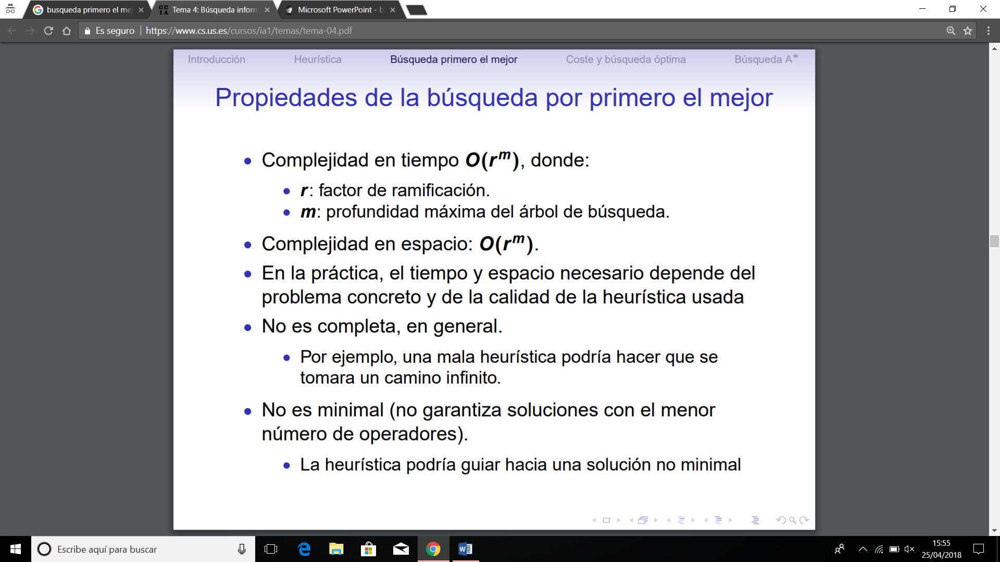 busqueda primero el mej
Tema 4: Búsqueda inform
Microsoft PowerPoint - b
Es seguro
https://www.cs.us.es/cursos/ia1/temas/tema-04.pdf
Introducción Heurística Búsqueda primero el mejor Coste y búsqueda óptima Búsqueda A*
Propiedades de la búsqueda por primero el mejor
Complejidad en tiempo O(r^m), donde:
r: factor de ramificación.
m: profundidad máxima del árbol de búsqueda.
Complejidad en espacio: O(r^m).
En la práctica, el tiempo y espacio necesario depende del
problema concreto y de la calidad de la heurística usada
No es completa, en general.
Por ejemplo, una mala heurística podría hacer que se
tomara un camino infinito.
No es minimal (no garantiza soluciones con el menor
número de operadores).
La heurística podría guiar hacia una solución no minimal
Escribe aquí para buscar
15:55
25/04/2018